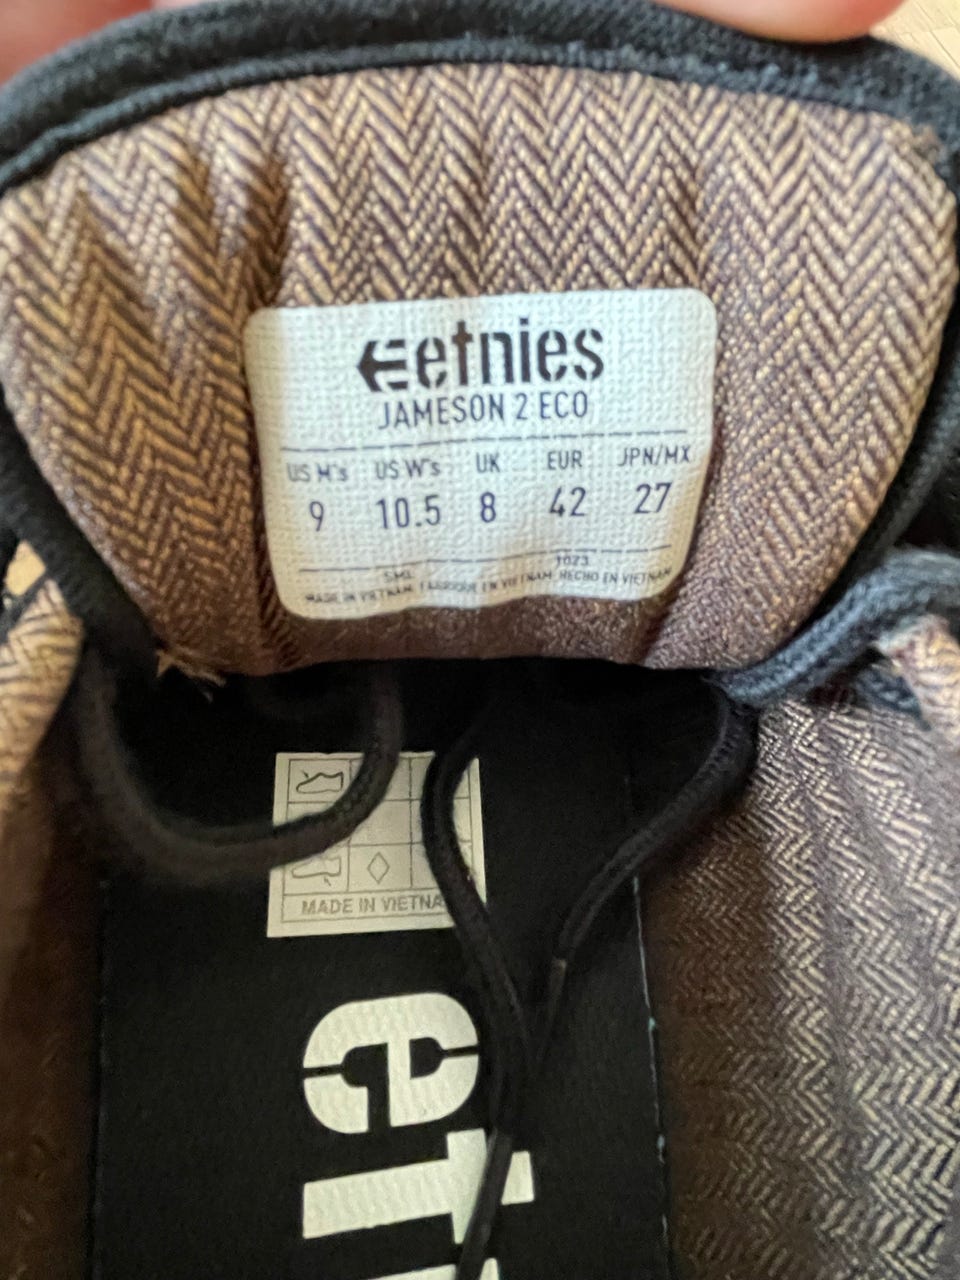 etnies
JAMESON 2 ECO
US M's US W's UK EUR JPN/MX
9 10.5 8 42 27
1023
MADE IN VIETNAM FABRIQUÉ EN VIETNAM HECHO EN VIETNAM
MADE IN VIETNA
et